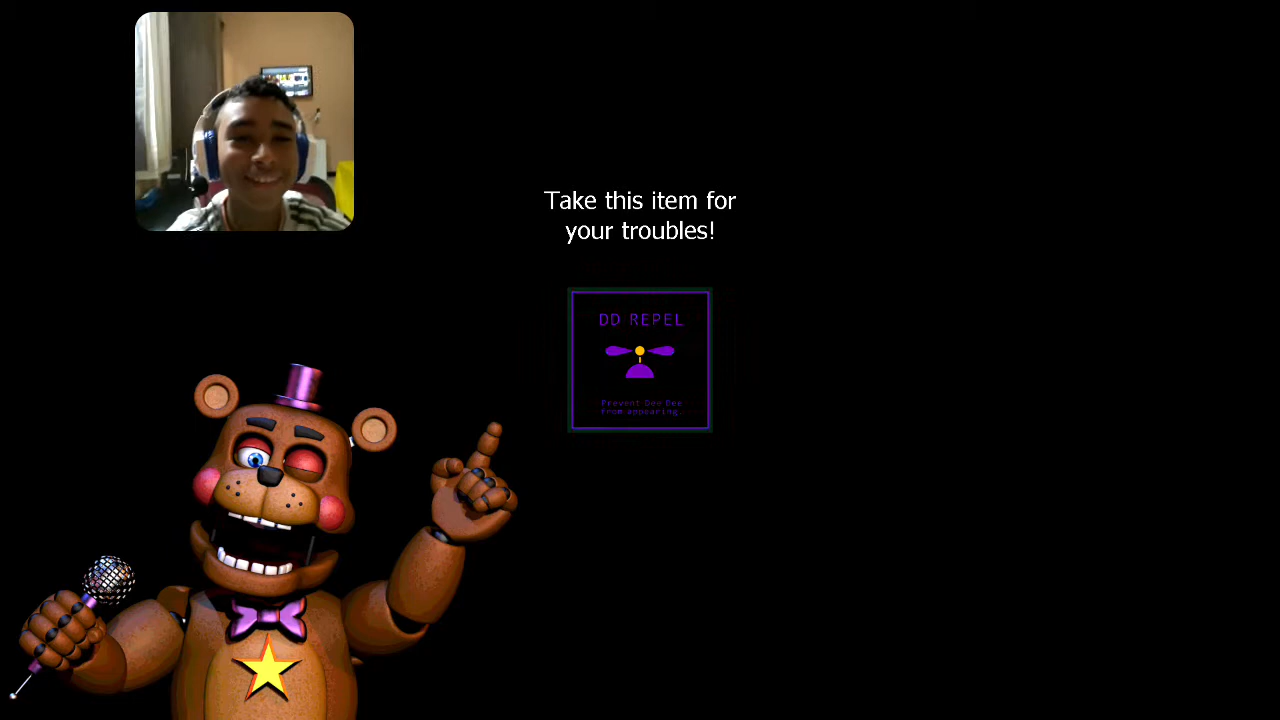 Take this item for
your troubles!
DD REPEL
Prevent Dee Dee
from appearing.